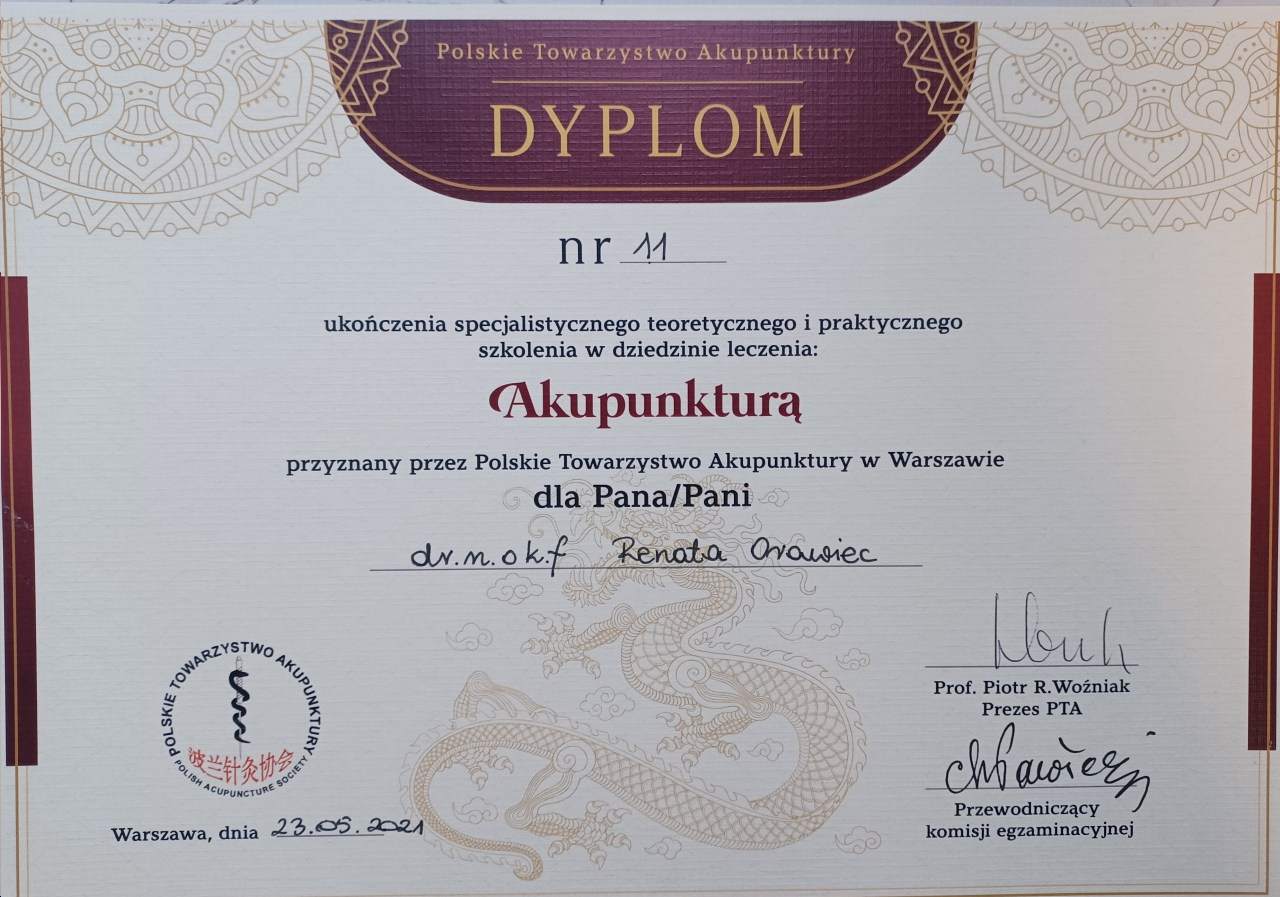 Polskie Towarzystwo Akupunktury
DYPLOM
nr 11
ukończenia specjalistycznego teoretycznego i praktycznego
szkolenia w dziedzinie leczenia:
Akupunkturą
przyznany przez Polskie Towarzystwo Akupunktury w Warszawie
dla Pana/Pani
dr.n.o k.f Renata Orawiec
Prof. Piotr R.Woźniak
Prezes PTA
POLSKIE TOWARZYSTWO AKUPUNKTURY
波兰针灸协会
POLISH ACUPUNCTURE SOCIETY
Warszawa, dnia 23.05.2021
Przewodniczący
komisji egzaminacyjnej